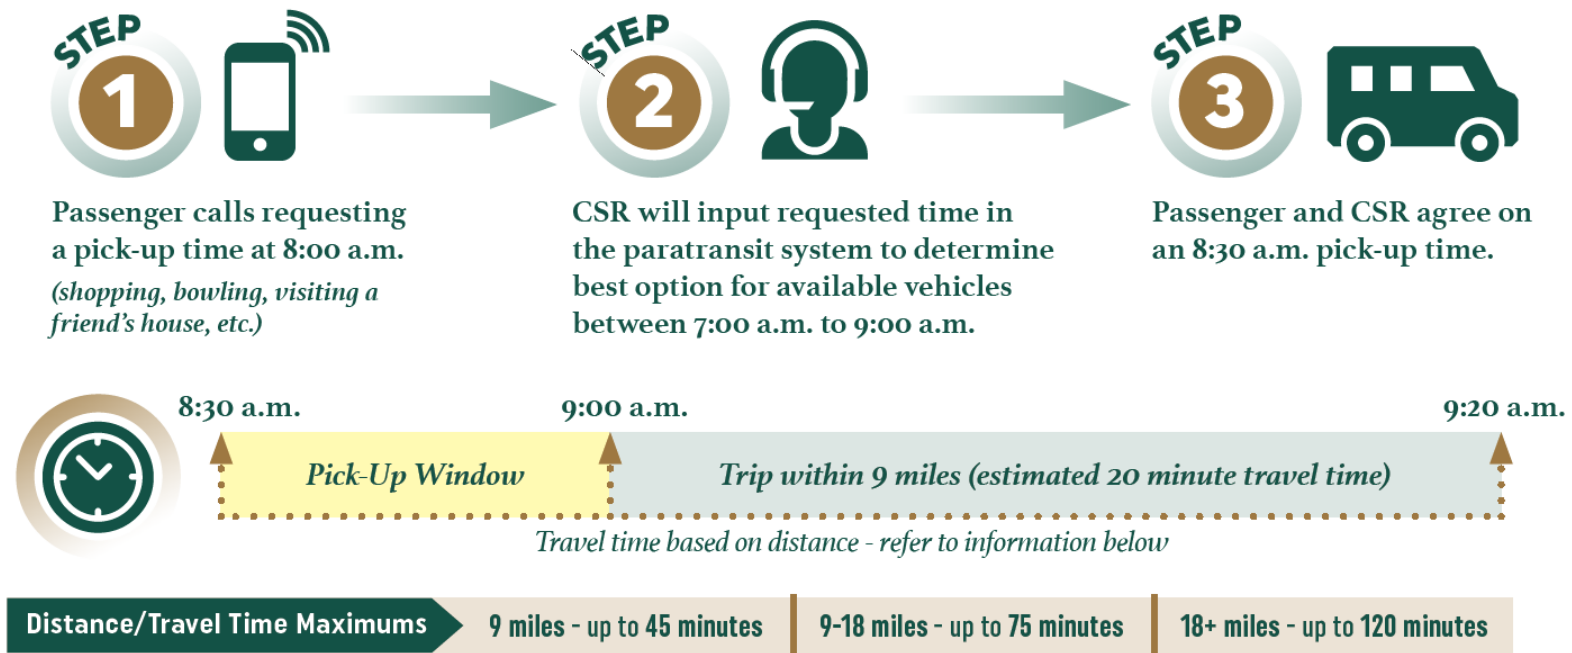 STEP
1
Passenger calls requesting
a pick-up time at 8:00 a.m.
(shopping, bowling, visiting a
friend's house, etc.)
STEP
2
CSR will input requested time in
the paratransit system to determine
best option for available vehicles
between 7:00 a.m. to 9:00 a.m.
STEP
3
Passenger and CSR agree on
an 8:30 a.m. pick-up time.
8:30 a.m.
9:00 a.m.
9:20 a.m.
Pick-Up Window
Trip within 9 miles (estimated 20 minute travel time)
Travel time based on distance - refer to information below
Distance/Travel Time Maximums
9 miles - up to 45 minutes
9-18 miles - up to 75 minutes
18+ miles - up to 120 minutes